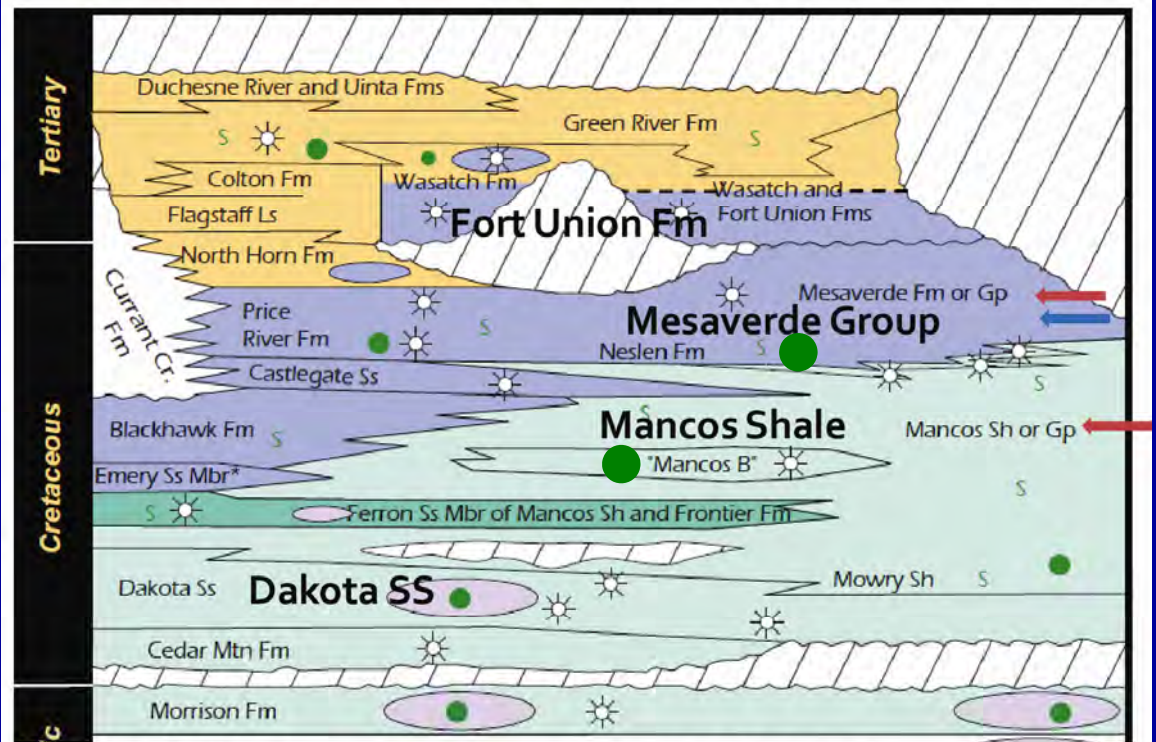 Tertiary
Duchesne River and Uinta Fms
Green River Fm
S
S
Colton Fm
Wasatch Fm
Wasatch and
Fort Union Fms
Flagstaff Ls
Fort Union Fm
North Horn Fm
Cretaceous
Currant Cr.
Fm
Price
River Fm
S
Mesaverde Fm or Gp
Mesaverde Group
Neslen Fm
S
Castlegate Ss
S
S
Blackhawk Fm
S
Mancos Shale
Mancos Sh or Gp
Emery Ss Mbr*
"Mancos B"
S
S
Ferron Ss Mbr of Mancos Sh and Frontier Fm
Dakota Ss
Dakota SS
Mowry Sh
S
Cedar Mtn Fm
Morrison Fm
ic